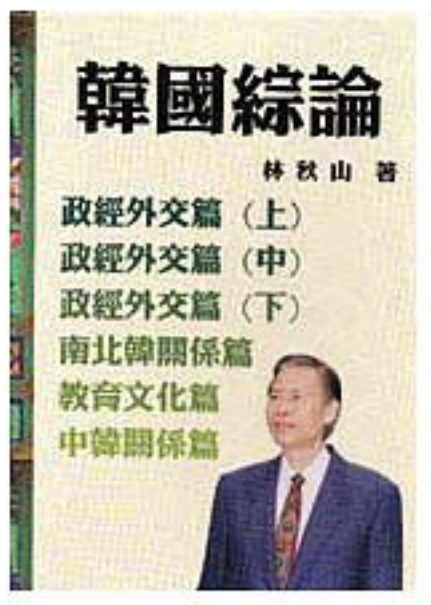 韓國綜論
林秋山 著
政經外交篇（上）
政經外交篇（中）
政經外交篇（下）
南北韓關係篇
教育文化篇
中韓關係篇